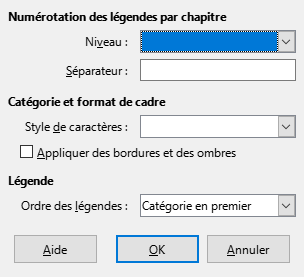 Numérotation des légendes par chapitre
Niveau :
Séparateur :
Catégorie et format de cadre
Style de caractères :
Appliquer des bordures et des ombres
Légende
Ordre des légendes : Catégorie en premier
Aide OK Annuler